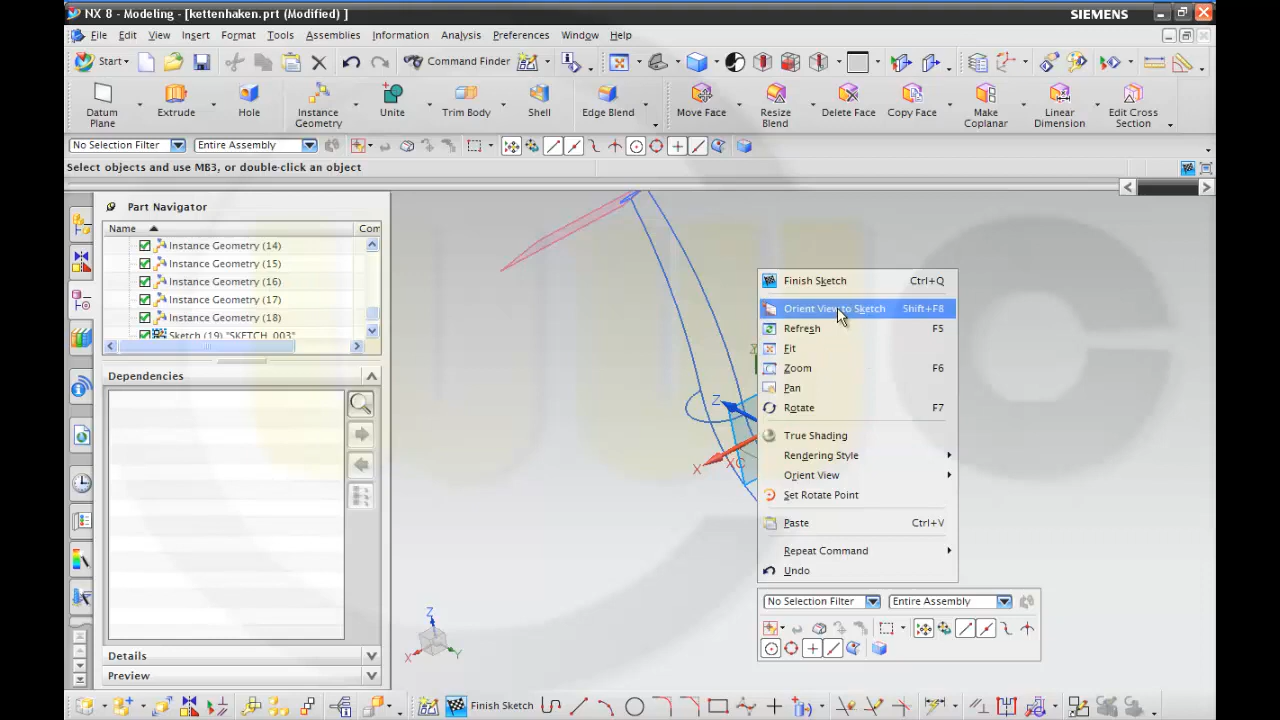 NX 8 - Modeling - [kettenhaken.prt (Modified) ]
SIEMENS
File Edit View Insert Format Tools Assemblies Information Analysis Preferences Window Help
Start Command Finder
Datum Plane Extrude Hole Instance Geometry Unite Trim Body Shell Edge Blend Move Face Resize Blend Delete Face Copy Face Make Coplanar Linear Dimension Edit Cross Section
No Selection Filter Entire Assembly
Select objects and use MB3, or double-click an object
Part Navigator
Name Co
Instance Geometry (14)
Instance Geometry (15)
Instance Geometry (16)
Instance Geometry (17)
Instance Geometry (18)
Sketch (19) "SKETCH_003"
Dependencies
Details
Preview
Finish Sketch Ctrl+Q
Orient View to Sketch Shift+F8
Refresh F5
Fit
Zoom F6
Pan
Rotate F7
True Shading
Rendering Style
Orient View
Set Rotate Point
Paste Ctrl+V
Repeat Command
Undo
No Selection Filter Entire Assembly
Z
X XC
Z
X Y
Finish Sketch